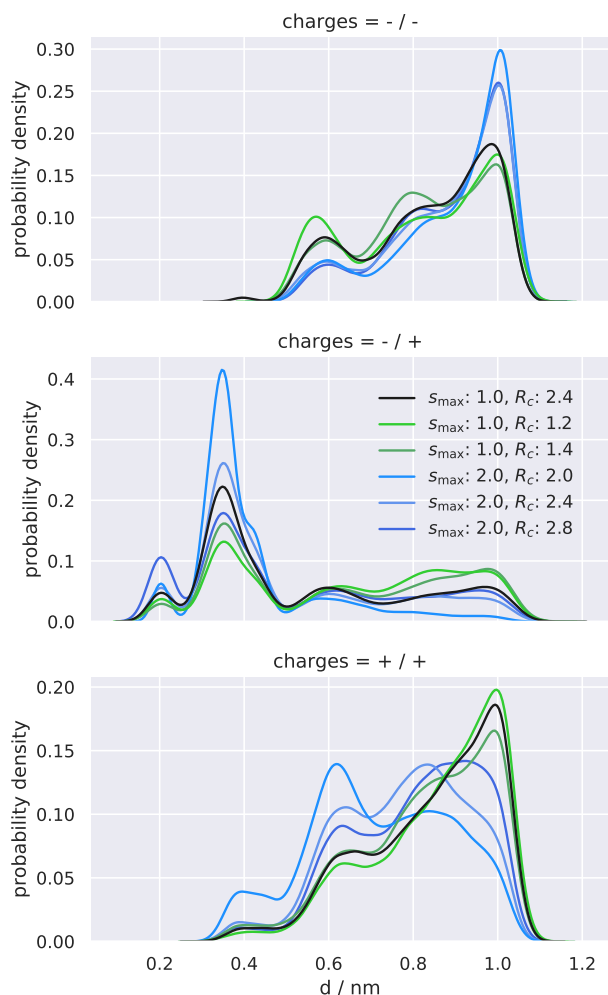 charges = - / -
probability density
0.30
0.25
0.20
0.15
0.10
0.05
0.00
charges = - / +
probability density
0.4
0.3
0.2
0.1
0.0
s_max: 1.0, R_c: 2.4
s_max: 1.0, R_c: 1.2
s_max: 1.0, R_c: 1.4
s_max: 2.0, R_c: 2.0
s_max: 2.0, R_c: 2.4
s_max: 2.0, R_c: 2.8
charges = + / +
probability density
0.20
0.15
0.10
0.05
0.00
0.2 0.4 0.6 0.8 1.0 1.2
d / nm